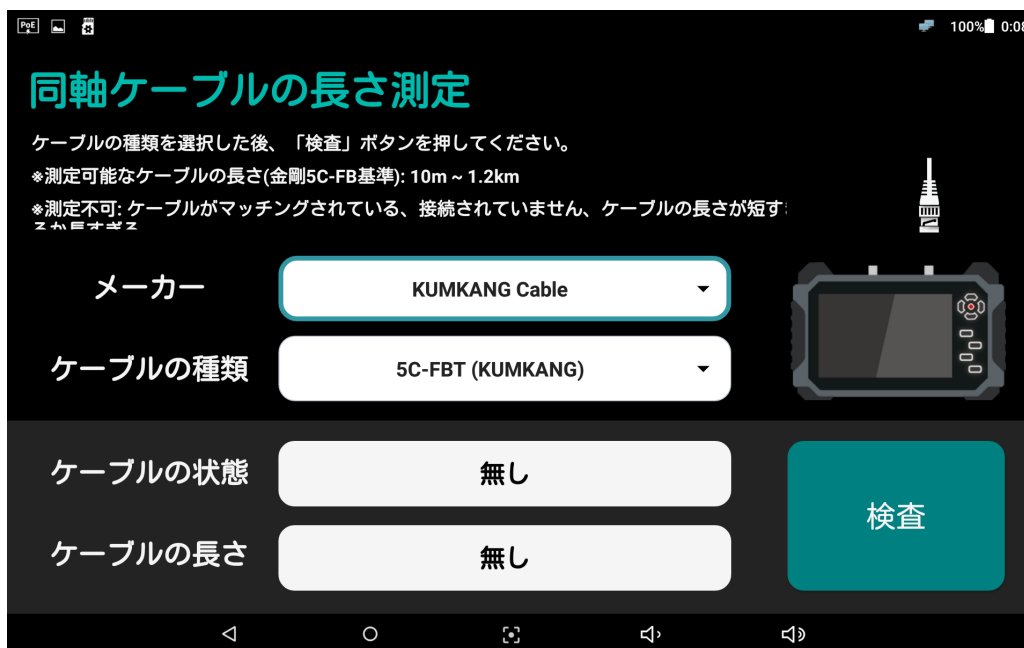 PoE
100% 0:08
同軸ケーブルの長さ測定
ケーブルの種類を選択した後、「検査」ボタンを押してください。
※測定可能なケーブルの長さ(金剛5C-FB基準): 10m ~ 1.2km
※測定不可: ケーブルがマッチングされている、接続されていません、ケーブルの長さが短す
るか長すぎる
メーカー
KUMKANG Cable
ケーブルの種類
5C-FBT (KUMKANG)
ケーブルの状態
無し
検査
ケーブルの長さ
無し